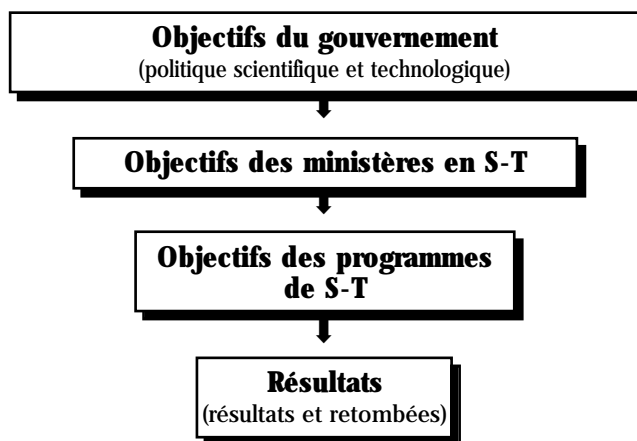 Objectifs du gouvernement
(politique scientifique et technologique)
Objectifs des ministères en S-T
Objectifs des programmes
de S-T
Résultats
(résultats et retombées)